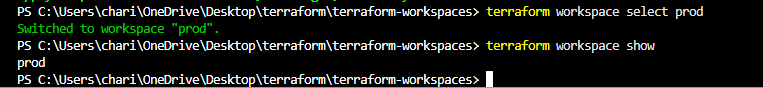 PS C:\Users\chari\OneDrive\Desktop\terraform\terraform-workspaces> terraform workspace select prod
Switched to workspace "prod".
PS C:\Users\chari\OneDrive\Desktop\terraform\terraform-workspaces> terraform workspace show
prod
PS C:\Users\chari\OneDrive\Desktop\terraform\terraform-workspaces>